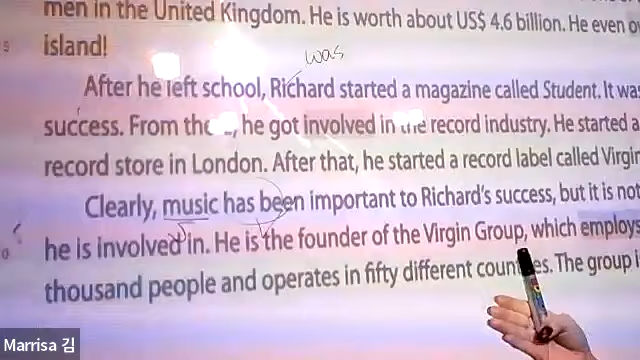 men in the United Kingdom. He is worth about US$ 4.6 billion. He even
5 island!
was
After he left school, Richard started a magazine called Student. It was
success. From the, he got involved in the record industry. He started a
record store in London. After that, he started a record label called Virgin
Clearly, music has been important to Richard's success, but it is not
he is involved in. He is the founder of the Virgin Group, which employs
thousand people and operates in fifty different countries. The group
Marrisa 김